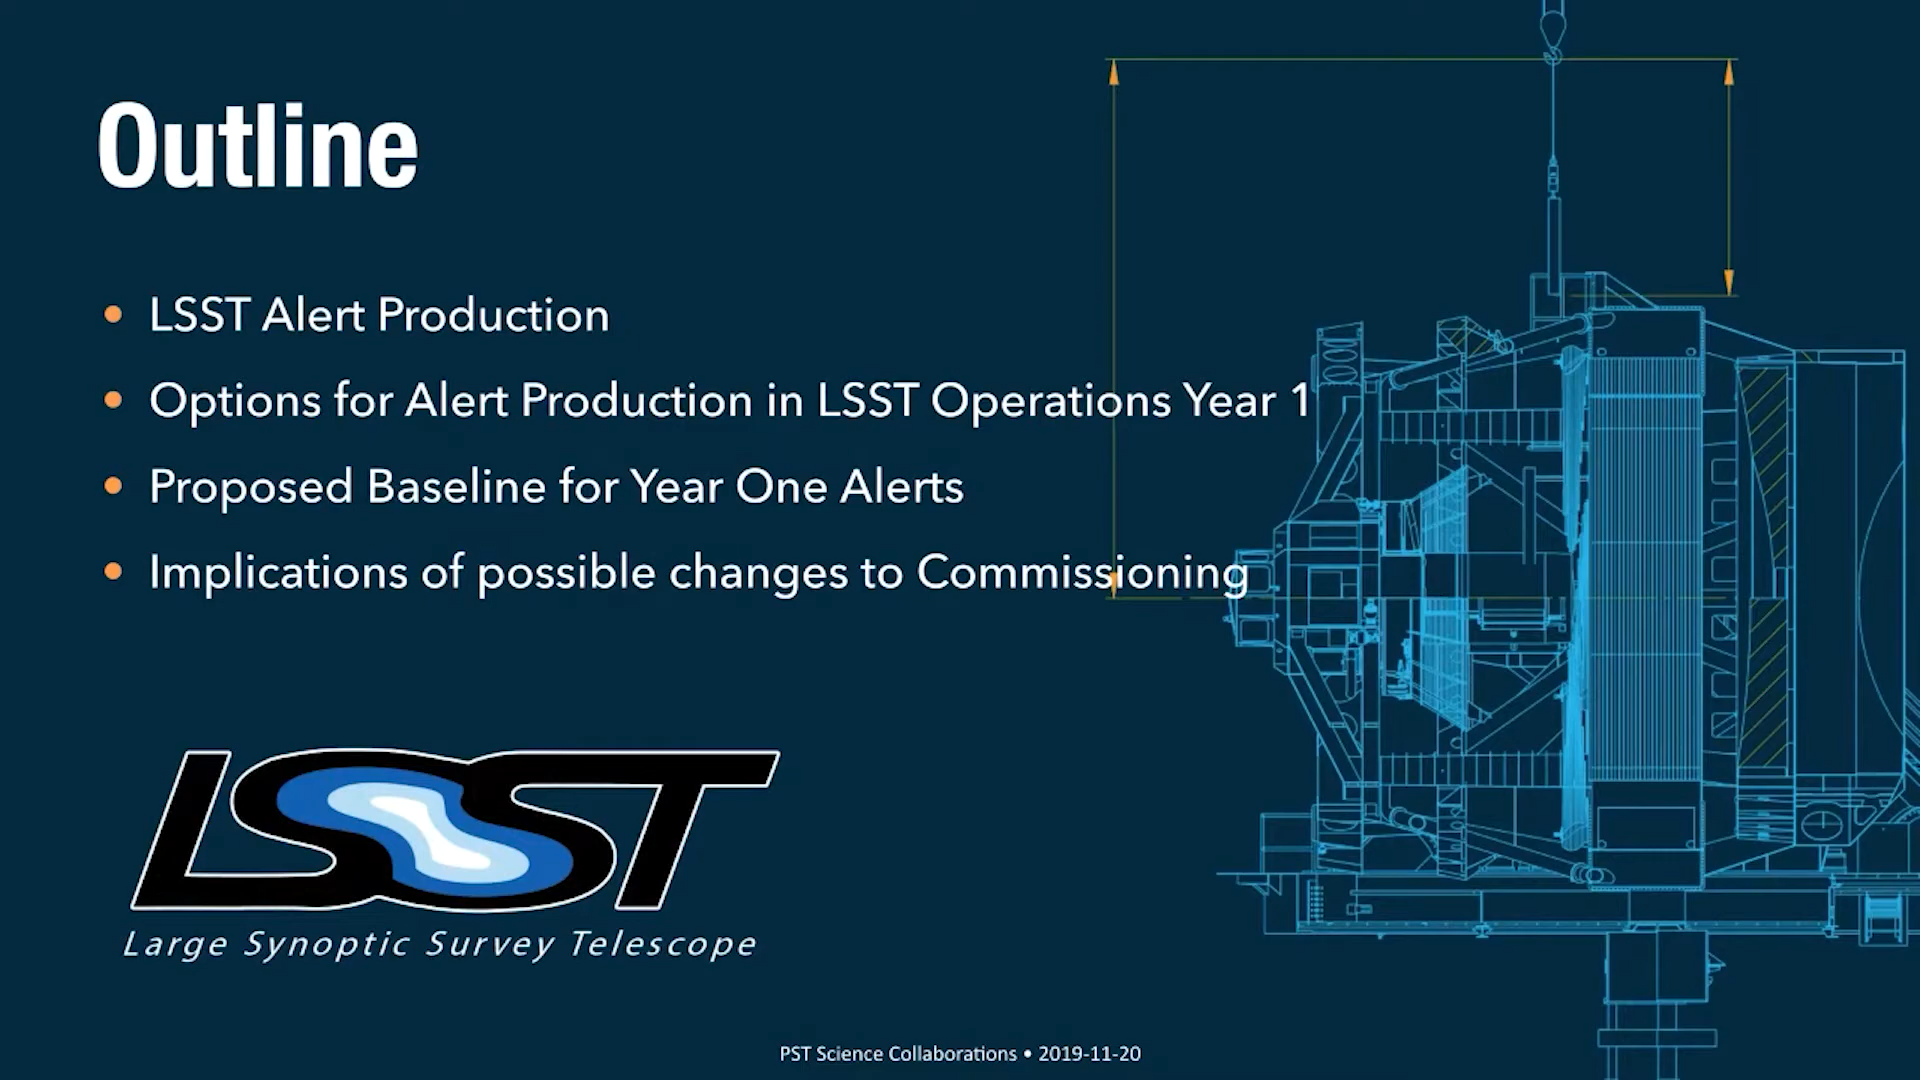 Outline
• LSST Alert Production
• Options for Alert Production in LSST Operations Year 1
• Proposed Baseline for Year One Alerts
• Implications of possible changes to Commissioning
LSST
Large Synoptic Survey Telescope
PST Science Collaborations • 2019-11-20